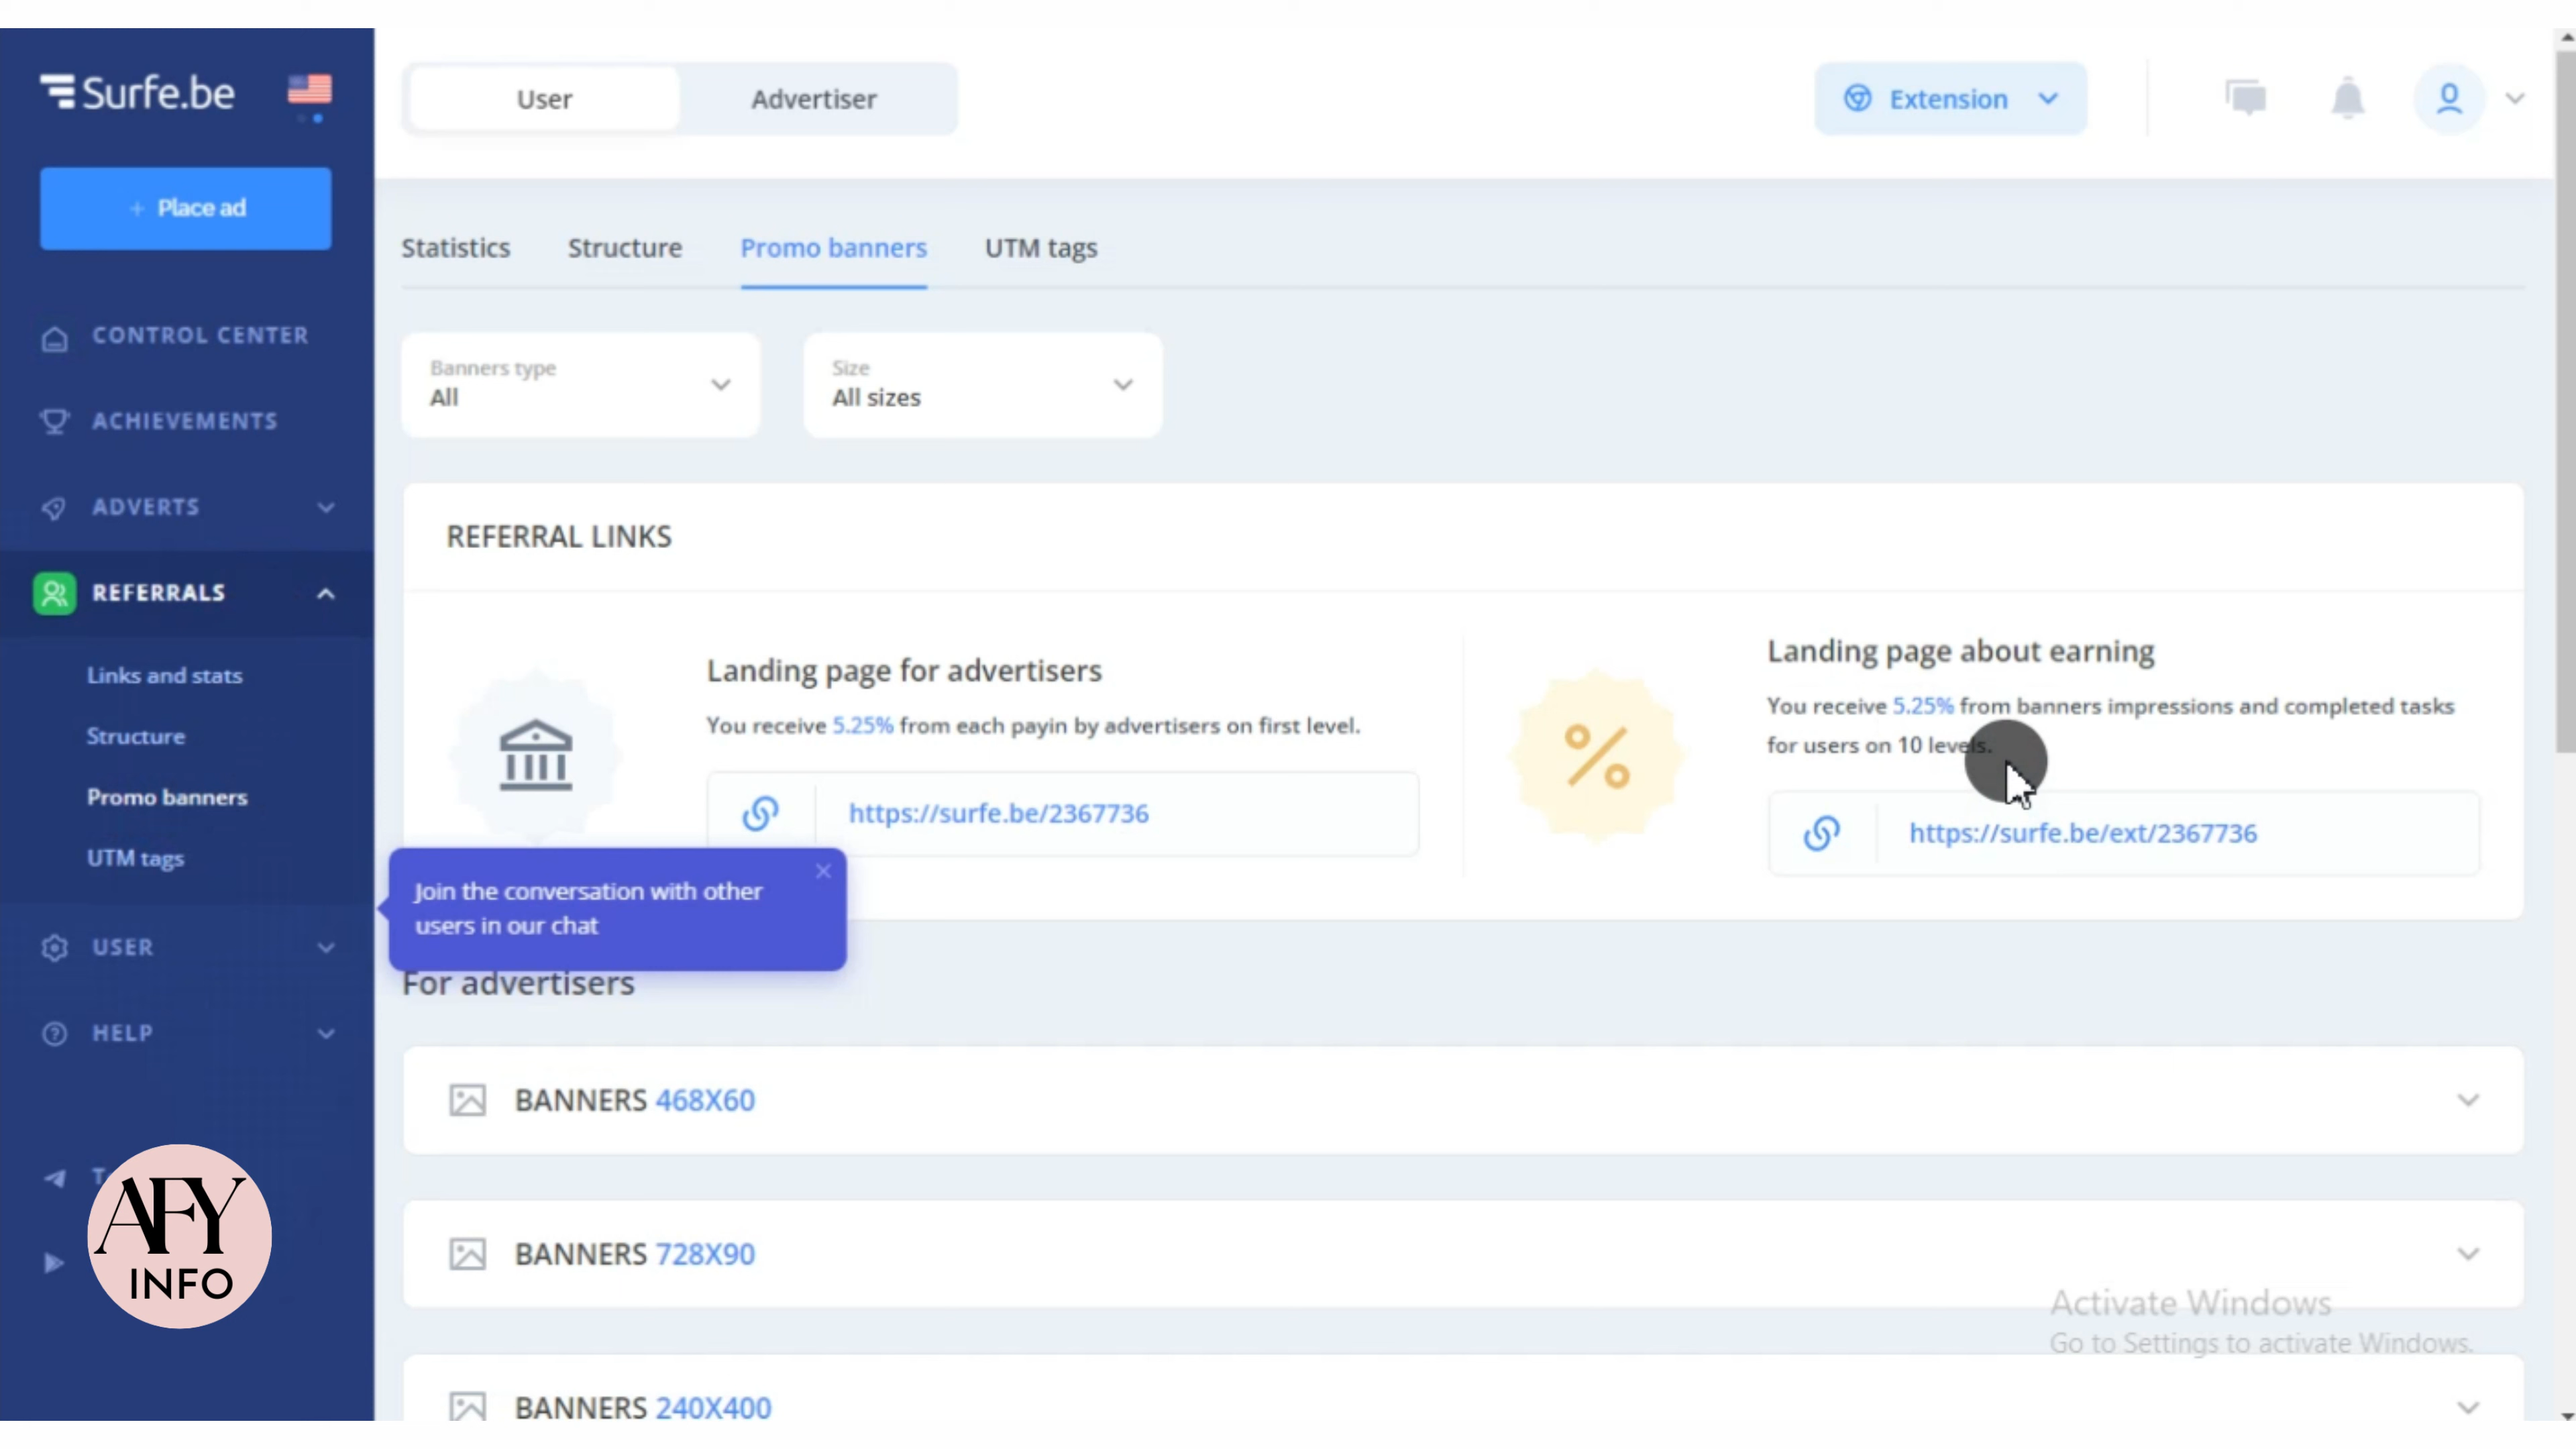 Surfe.be
User
Advertiser
Extension
+ Place ad
Statistics
Structure
Promo banners
UTM tags
CONTROL CENTER
ACHIEVEMENTS
ADVERTS
REFERRALS
Links and stats
Structure
Promo banners
UTM tags
USER
HELP
Banners type
All
Size
All sizes
REFERRAL LINKS
Landing page for advertisers
You receive 5.25% from each payin by advertisers on first level.
https://surfe.be/2367736
Landing page about earning
You receive 5.25% from banners impressions and completed tasks
for users on 10 levels.
https://surfe.be/ext/2367736
Join the conversation with other
users in our chat
For advertisers
BANNERS 468X60
BANNERS 728X90
BANNERS 240X400
AFY
INFO
Activate Windows
Go to Settings to activate Windows.